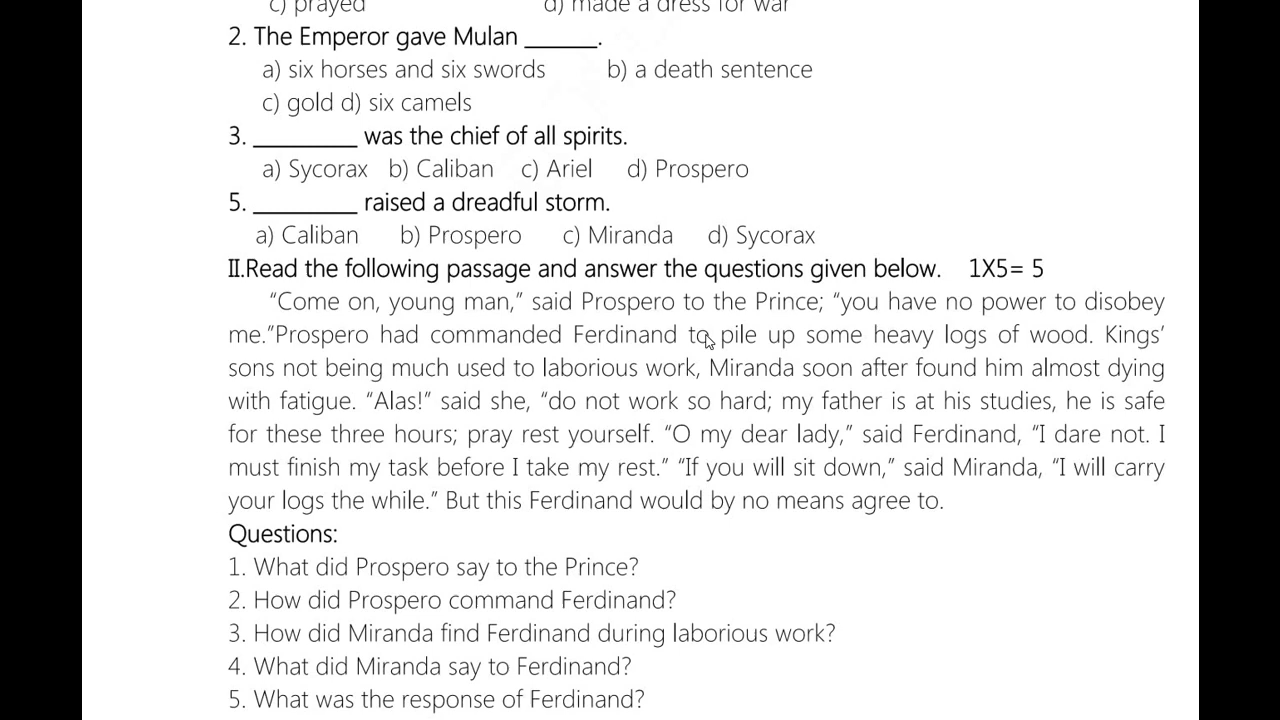 c) prayed d) made a dress for war
2. The Emperor gave Mulan ______.
a) six horses and six swords b) a death sentence
c) gold d) six camels
3. _________ was the chief of all spirits.
a) Sycorax b) Caliban c) Ariel d) Prospero
5. _________ raised a dreadful storm.
a) Caliban b) Prospero c) Miranda d) Sycorax
II.Read the following passage and answer the questions given below. 1X5= 5
“Come on, young man,” said Prospero to the Prince; “you have no power to disobey
me.”Prospero had commanded Ferdinand to pile up some heavy logs of wood. Kings’
sons not being much used to laborious work, Miranda soon after found him almost dying
with fatigue. “Alas!” said she, “do not work so hard; my father is at his studies, he is safe
for these three hours; pray rest yourself. “O my dear lady,” said Ferdinand, “I dare not. I
must finish my task before I take my rest.” “If you will sit down,” said Miranda, “I will carry
your logs the while.” But this Ferdinand would by no means agree to.
Questions:
1. What did Prospero say to the Prince?
2. How did Prospero command Ferdinand?
3. How did Miranda find Ferdinand during laborious work?
4. What did Miranda say to Ferdinand?
5. What was the response of Ferdinand?